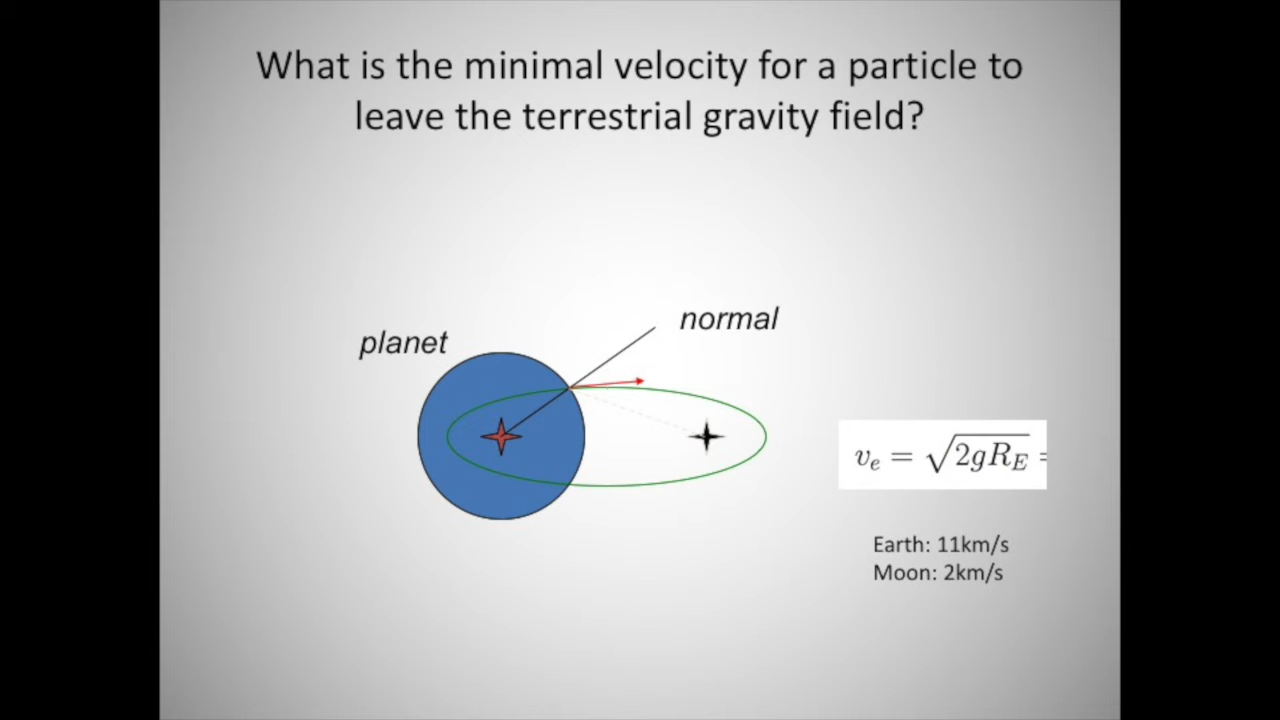 What is the minimal velocity for a particle to
leave the terrestrial gravity field?
normal
planet
v_e = √2gR_E =
Earth: 11km/s
Moon: 2km/s